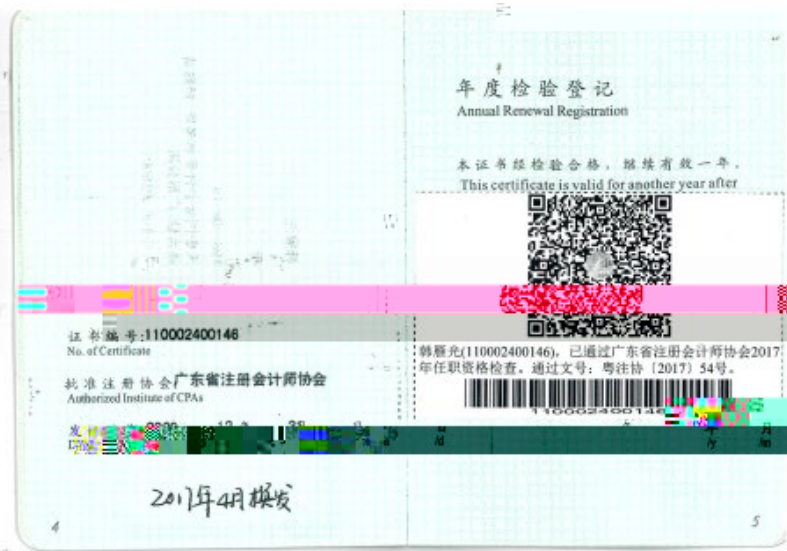 证书编号:110002400146
No. of Certificate
批准注册协会广东省注册会计师协会
Authorized Institute of CPAs
2017年4月换发
4
年度检验登记
Annual Renewal Registration
本证书经检验合格，继续有效一年。
This certificate is valid for another year after
韩雁光(110002400146)，已通过广东省注册会计师协会2017
年任职资格检查。通过文号：粤注协〔2017〕54号。
110002400146
年 月
/y /m
/d
5